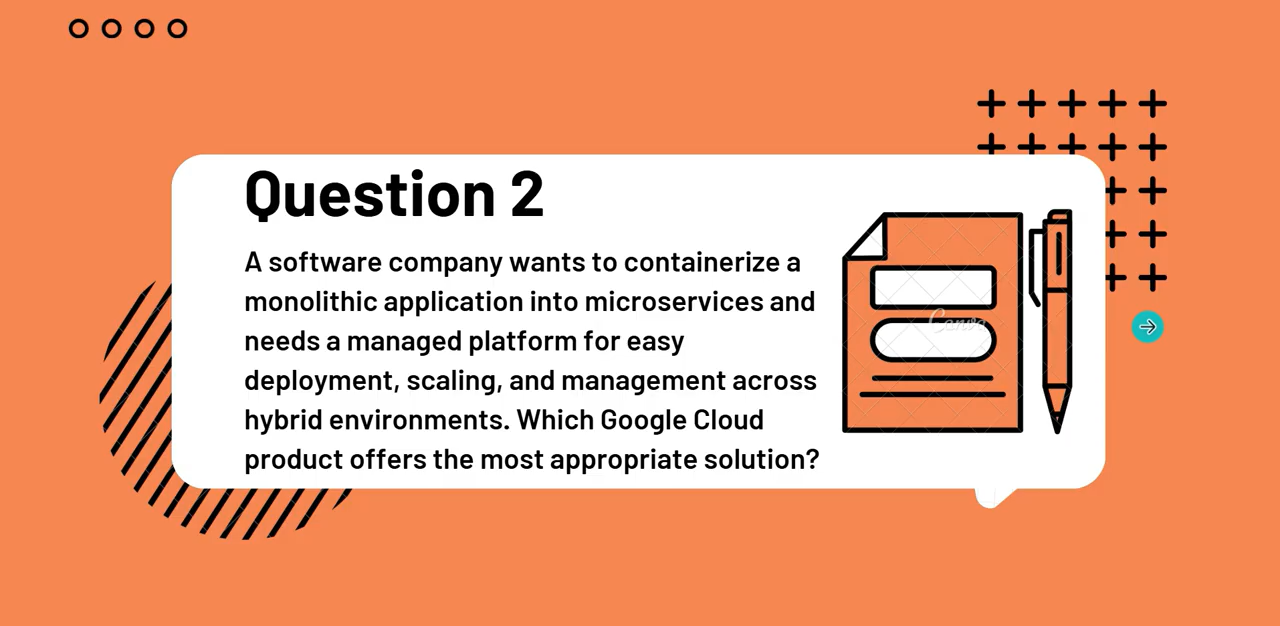 Question 2
A software company wants to containerize a
monolithic application into microservices and
needs a managed platform for easy
deployment, scaling, and management across
hybrid environments. Which Google Cloud
product offers the most appropriate solution?
Canva